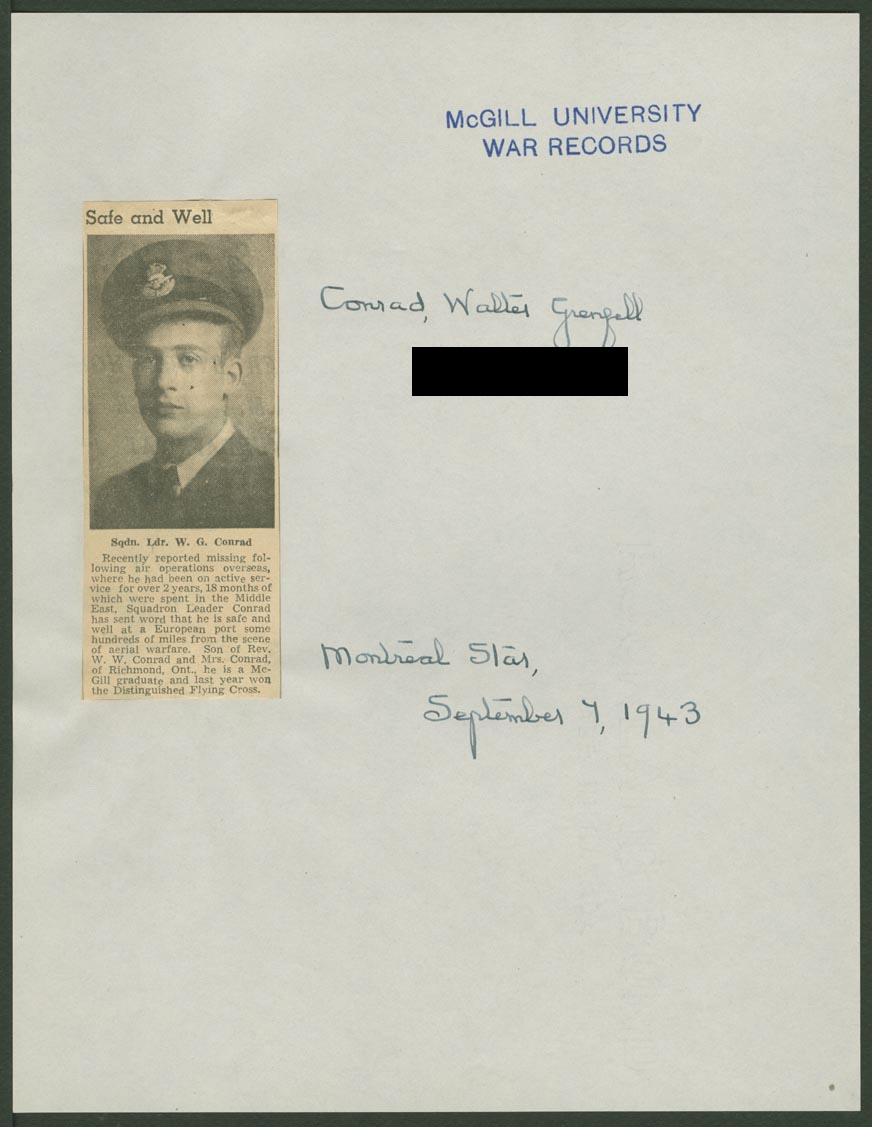 McGILL UNIVERSITY
WAR RECORDS
Safe and Well
Conrad, Walter Grenfell
Sqdn. Ldr. W. G. Conrad
Recently reported missing fol-
lowing air operations overseas,
where he had been on active ser-
vice for over 2 years, 18 months of
which were spent in the Middle
East, Squadron Leader Conrad
has sent word that he is safe and
well at a European port some
hundreds of miles from the scene
of aerial warfare. Son of Rev.
W. W. Conrad and Mrs. Conrad,
of Richmond, Ont., he is a Mc-
Gill graduate and last year won
the Distinguished Flying Cross.
Montreal Star,
September 7, 1943